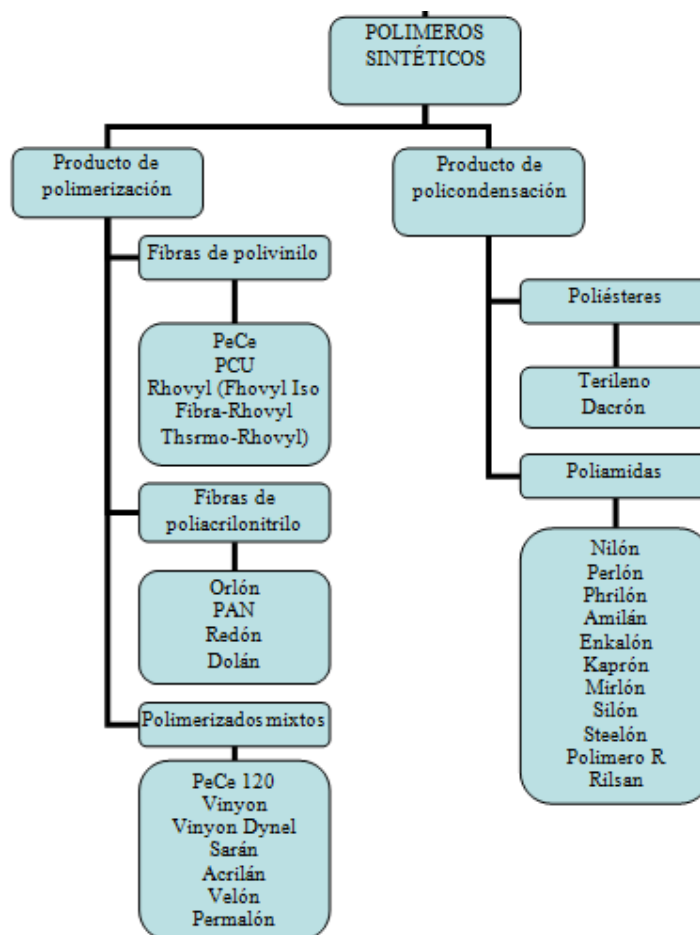 POLIMEROS
SINTÉTICOS
Producto de
polimerización
Fibras de polivinilo
PeCe
PCU
Rhovyl (Fhovyl Iso
Fibra-Rhovyl
Thsrmo-Rhovyl)
Fibras de
poliacrilonitrilo
Orlón
PAN
Redón
Dolán
Polimerizados mixtos
PeCe 120
Vinyon
Vinyon Dynel
Sarán
Acrilán
Velón
Permalón
Producto de
policondensación
Poliésteres
Terileno
Dacrón
Poliamidas
Nilón
Perlón
Phrilón
Amilán
Enkalón
Kaprón
Mirlón
Silón
Steelón
Polimero R
Rilsan